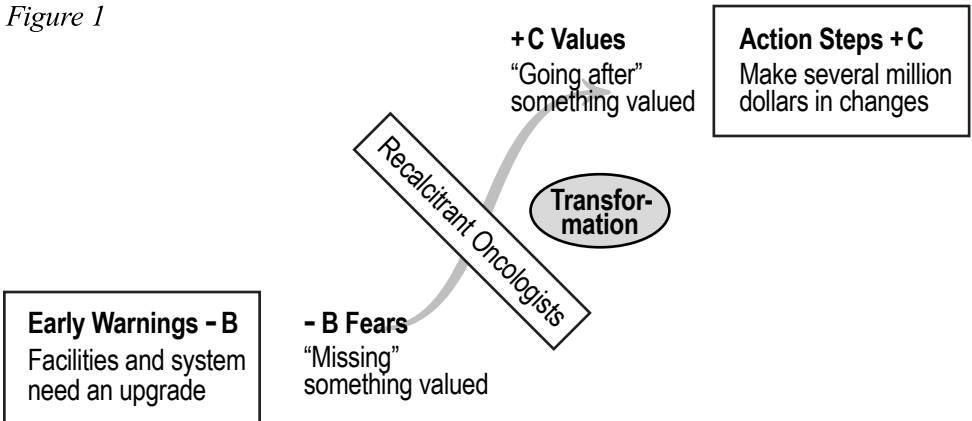 Figure 1
+C Values
“Going after”
something valued
Action Steps +C
Make several million
dollars in changes
Recalcitrant Oncologists
Transfor-
mation
Early Warnings –B
Facilities and system
need an upgrade
–B Fears
“Missing”
something valued